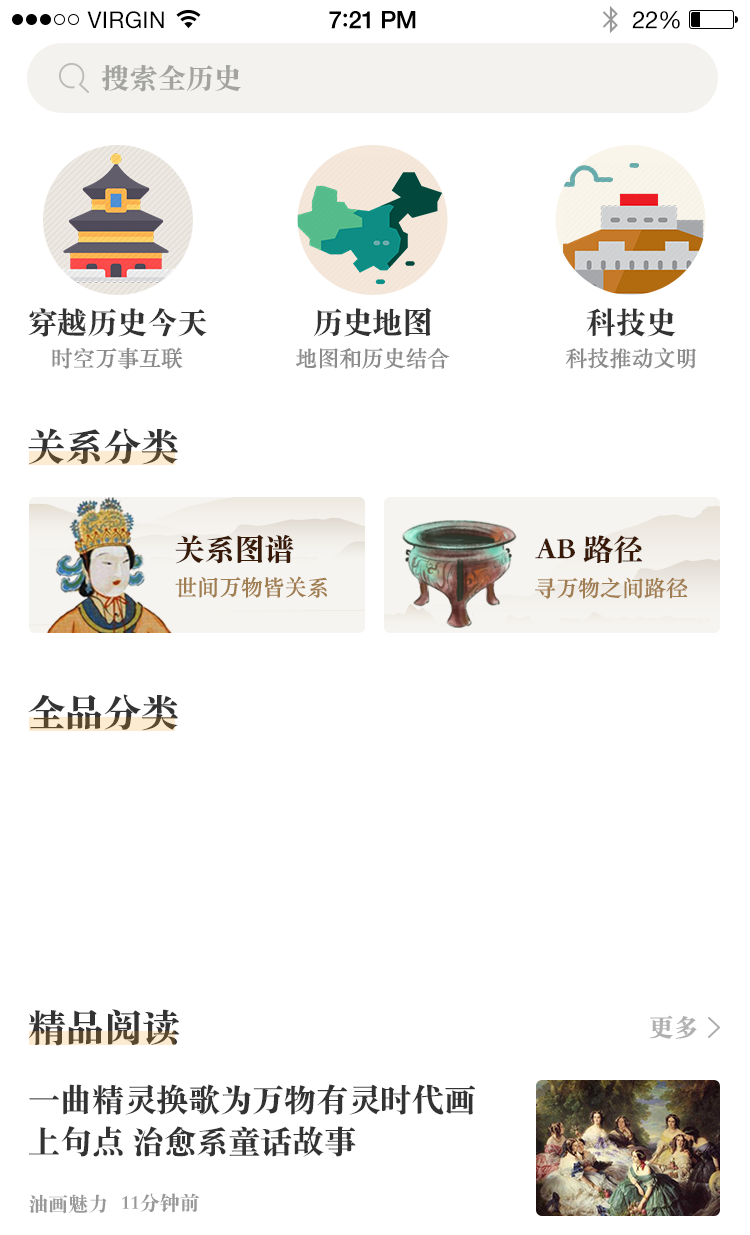 VIRGIN 7:21 PM 22%
搜索全历史
穿越历史今天 历史地图 科技史
时空万事互联 地图和历史结合 科技推动文明
关系分类
关系图谱 AB 路径
世间万物皆关系 寻万物之间路径
全品分类
精品阅读 更多
一曲精灵换歌为万物有灵时代画
上句点 治愈系童话故事
油画魅力 11分钟前